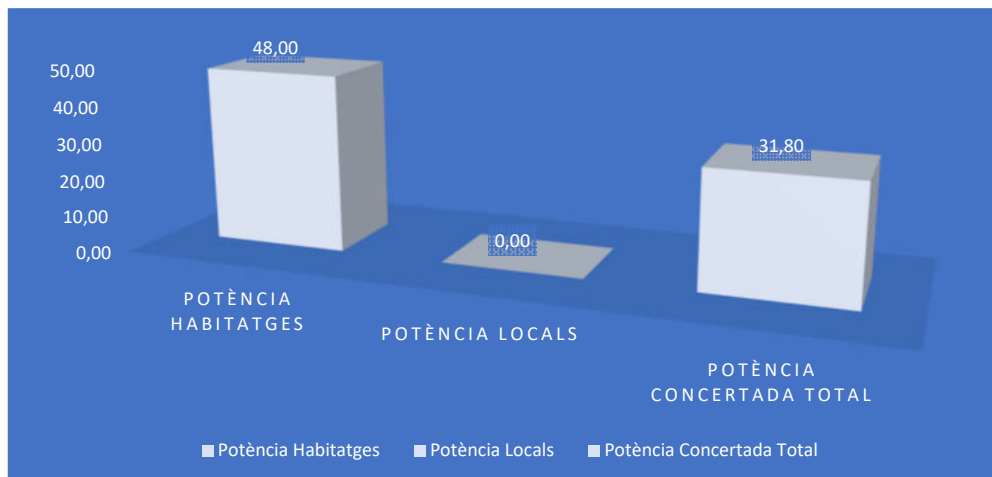 48,00
50,00
40,00
30,00
20,00
10,00
0,00
0,00
31,80
POTÈNCIA
HABITATGES
POTÈNCIA LOCALS
POTÈNCIA
CONCERTADA TOTAL
Potència Habitatges
Potència Locals
Potència Concertada Total